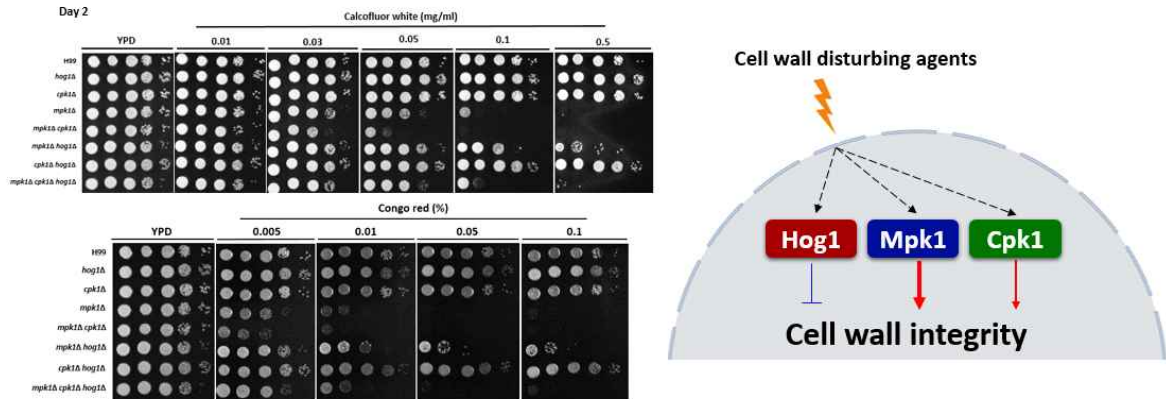 Day 2
Calcofluor white (mg/ml)
YPD 0.01 0.03 0.05 0.1 0.5
H99
hog1Δ
cpk1Δ
mpk1Δ
mpk1Δ cpk1Δ
mpk1Δ hog1Δ
cpk1Δ hog1Δ
mpk1Δ cpk1Δ hog1Δ
Congo red (%)
YPD 0.005 0.01 0.05 0.1
H99
hog1Δ
cpk1Δ
mpk1Δ
mpk1Δ cpk1Δ
mpk1Δ hog1Δ
cpk1Δ hog1Δ
mpk1Δ cpk1Δ hog1Δ
Cell wall disturbing agents
Hog1 Mpk1 Cpk1
Cell wall integrity